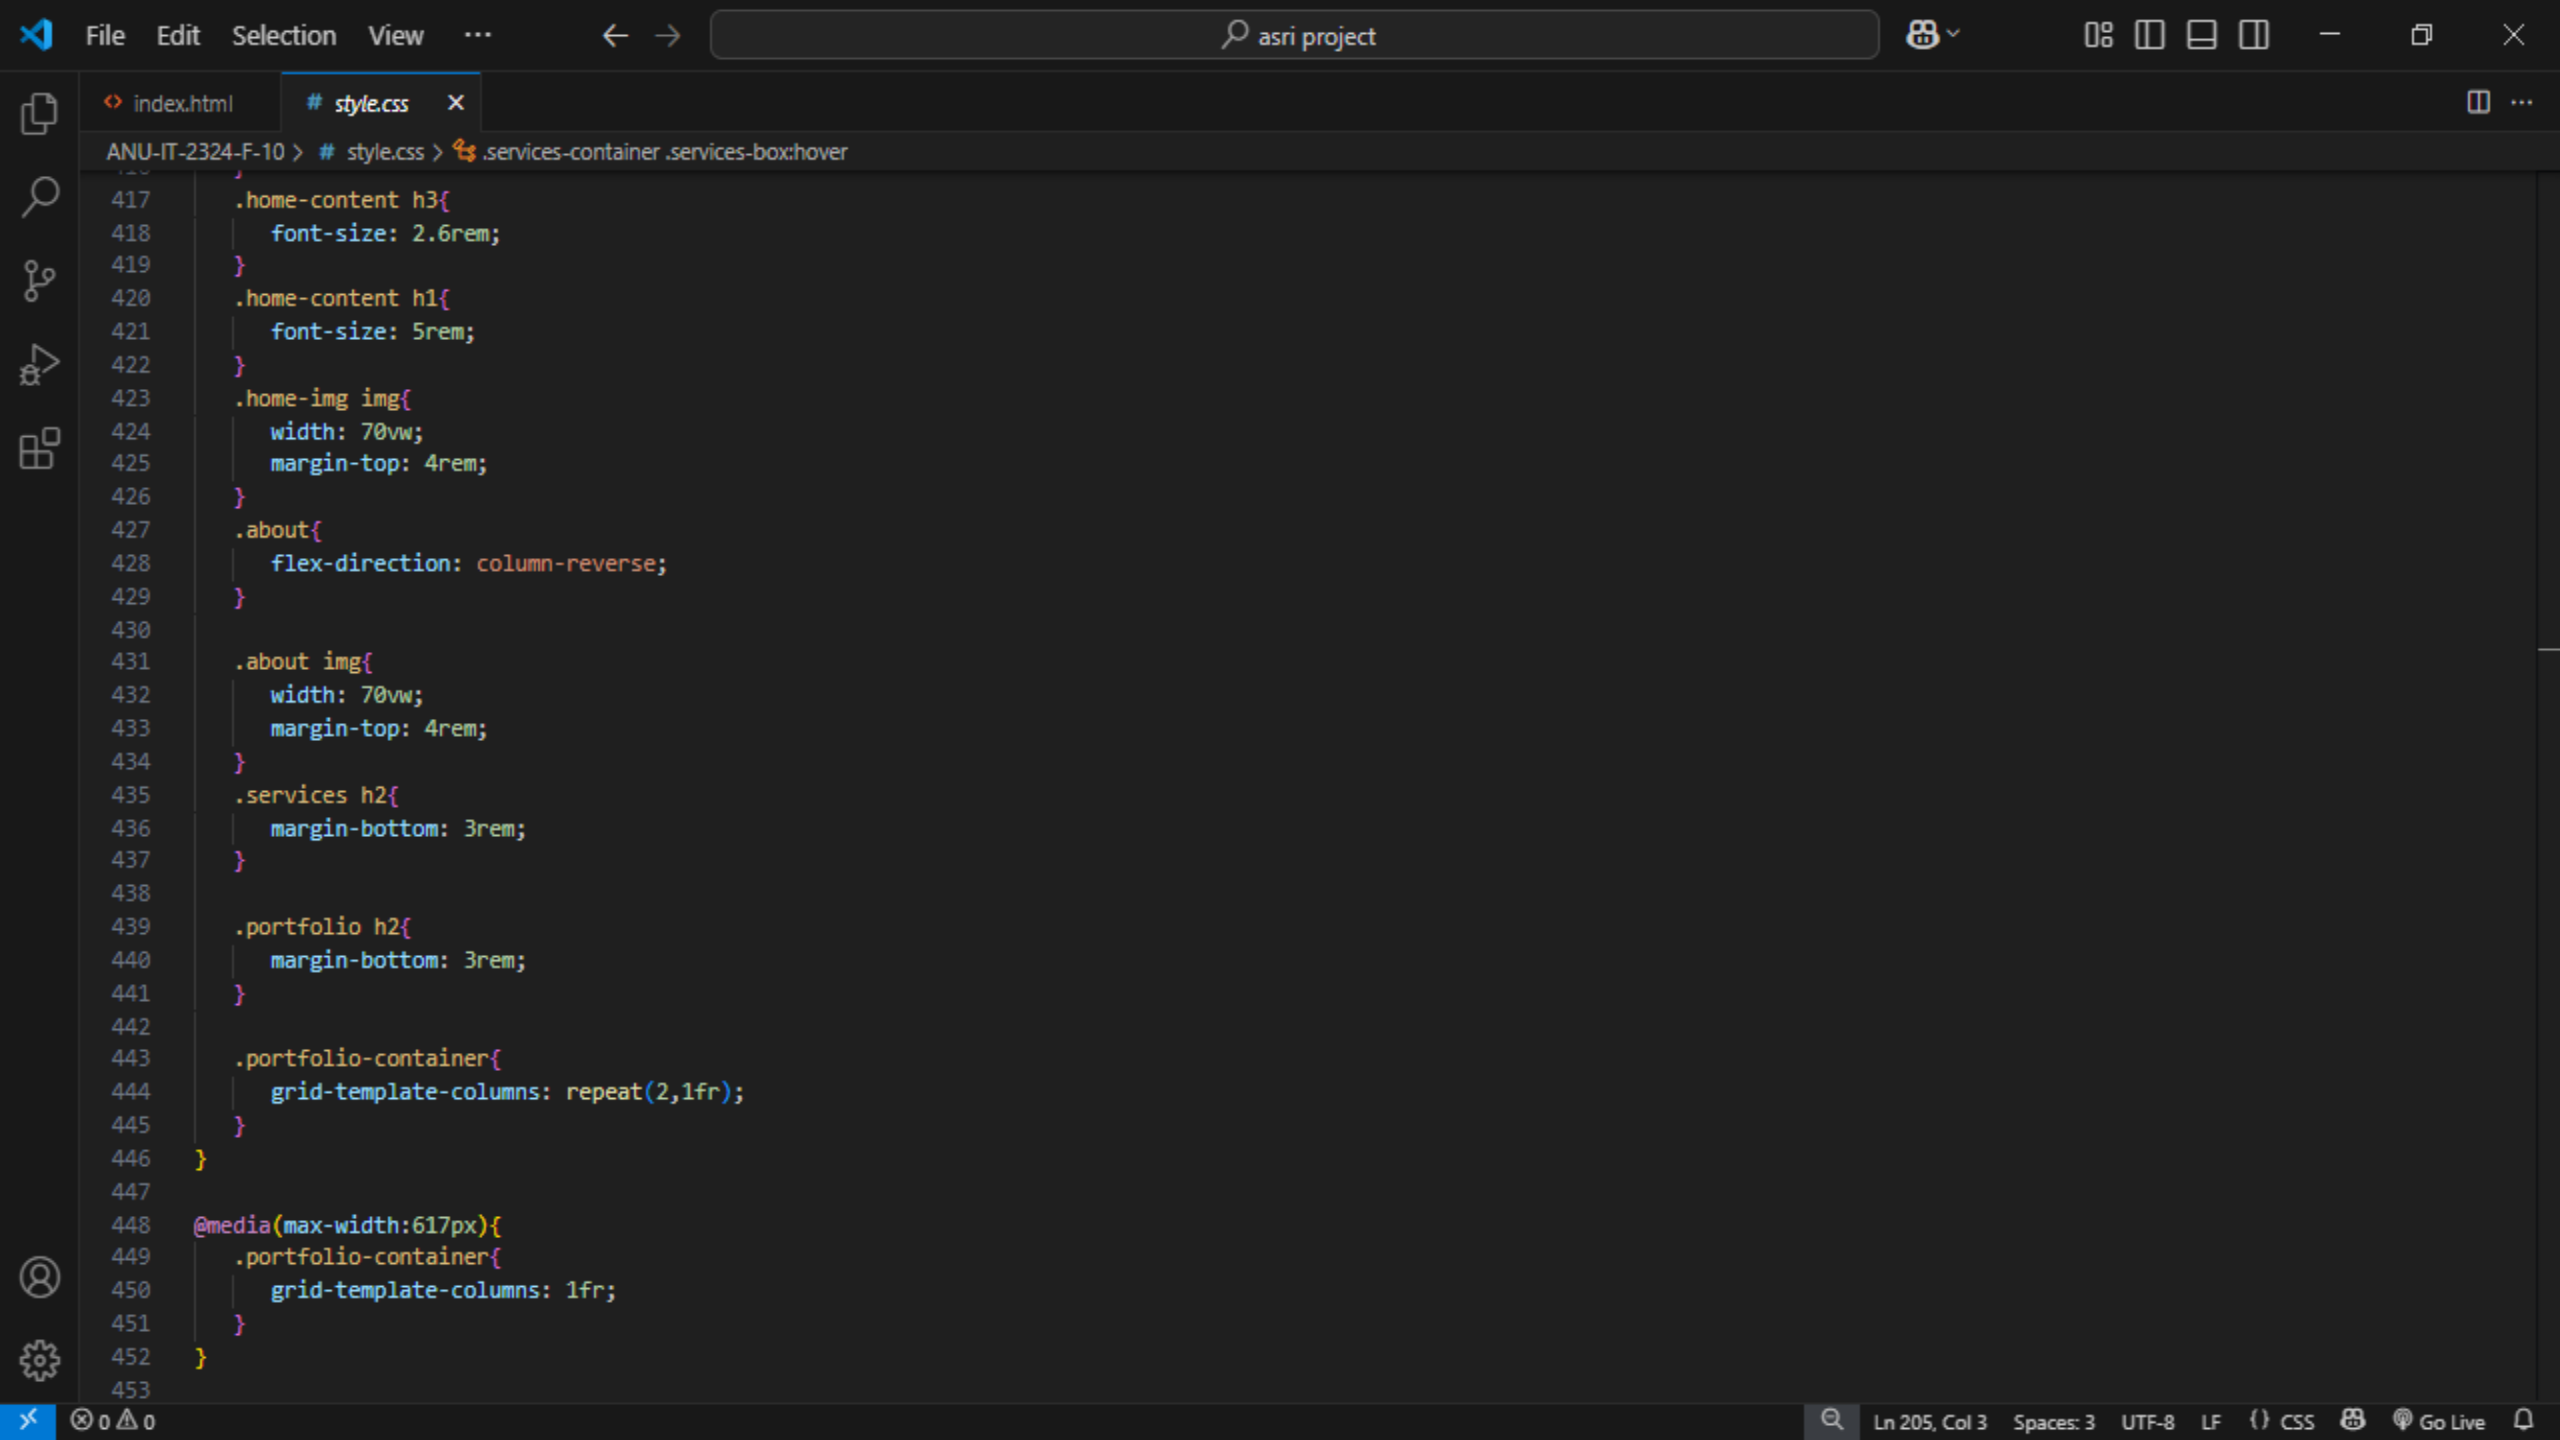 File Edit Selection View ··· asri project
index.html # style.css
ANU-IT-2324-F-10 > # style.css > .services-container .services-box:hover
417 .home-content h3{
418 font-size: 2.6rem;
419 }
420 .home-content h1{
421 font-size: 5rem;
422 }
423 .home-img img{
424 width: 70vw;
425 margin-top: 4rem;
426 }
427 .about{
428 flex-direction: column-reverse;
429 }
430
431 .about img{
432 width: 70vw;
433 margin-top: 4rem;
434 }
435 .services h2{
436 margin-bottom: 3rem;
437 }
438
439 .portfolio h2{
440 margin-bottom: 3rem;
441 }
442
443 .portfolio-container{
444 grid-template-columns: repeat(2,1fr);
445 }
446 }
447
448 @media(max-width:617px){
449 .portfolio-container{
450 grid-template-columns: 1fr;
451 }
452 }
453
0 0 Ln 205, Col 3 Spaces: 3 UTF-8 LF {} CSS Go Live